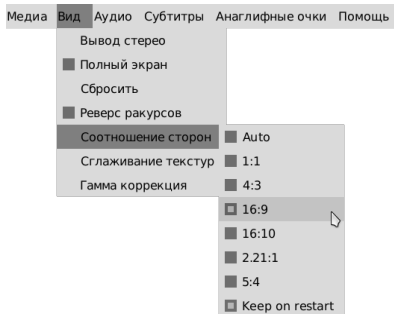 Медиа Вид Аудио Субтитры Анаглифные очки Помощь
Вывод стерео
Полный экран
Сбросить
Реверс ракурсов
Соотношение сторон
Сглаживание текстур
Гамма коррекция
Auto
1:1
4:3
16:9
16:10
2.21:1
5:4
Keep on restart